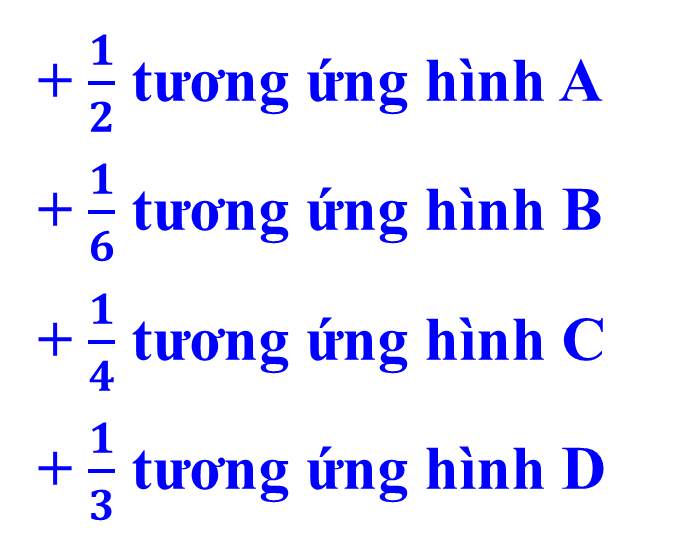 + 1/2 tương ứng hình A
+ 1/6 tương ứng hình B
+ 1/4 tương ứng hình C
+ 1/3 tương ứng hình D